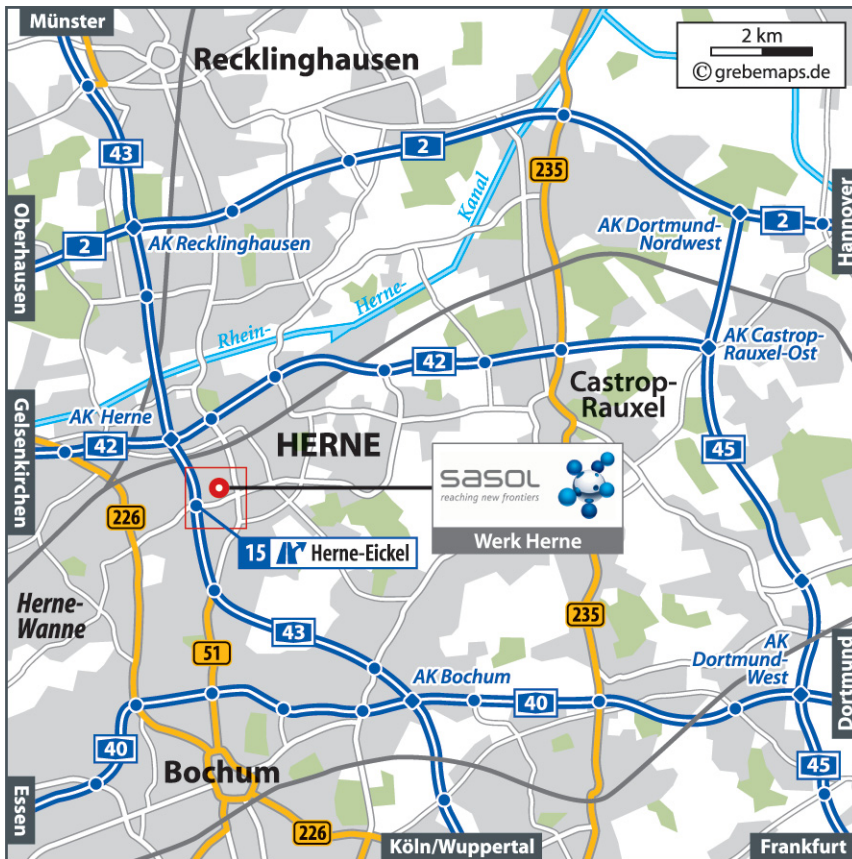 Münster
2 km
© grebemaps.de
Recklinghausen
43
2
235
Kanal
Oberhausen
2
AK Recklinghausen
AK Dortmund-
Nordwest
2
Hannover
Herne-
Rhein-
AK Castrop-
Rauxel-Ost
42
Castrop-
Rauxel
Gelsenkirchen
AK Herne
42
HERNE
45
sasol
reaching new frontiers
Werk Herne
226
15 Herne-Eickel
Herne-
Wanne
51
43
235
AK
Dortmund-
West
AK Bochum
40
Dortmund
40
Bochum
45
Essen
226
Köln/Wuppertal
Frankfurt